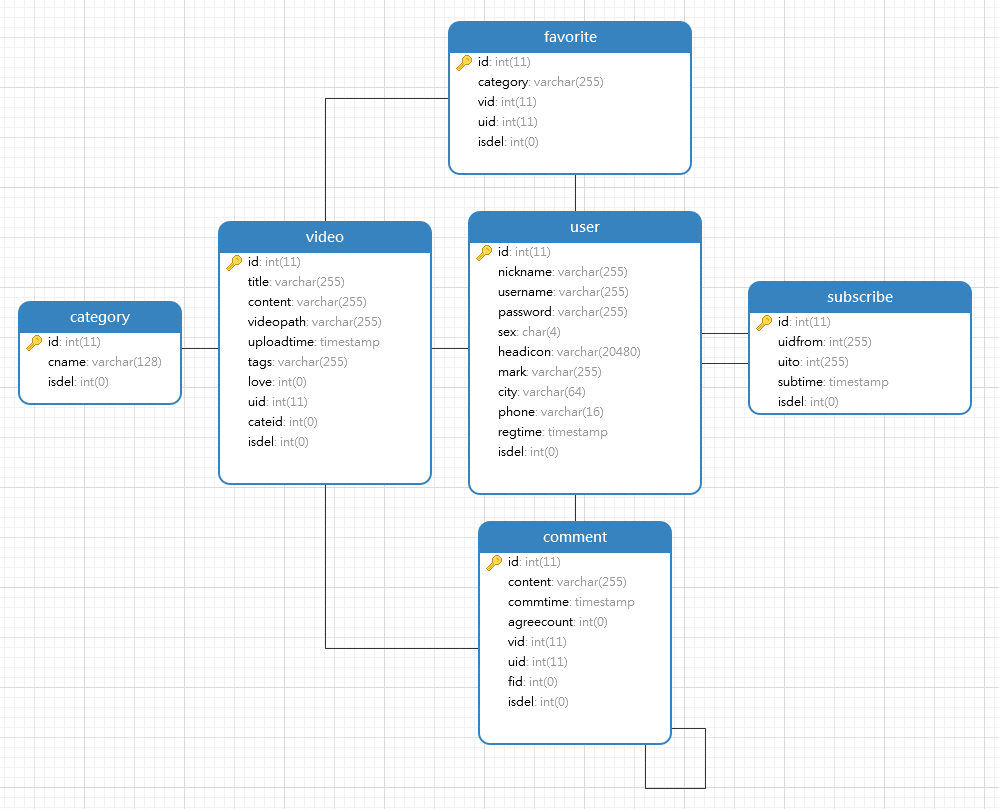 favorite
id: int(11)
category: varchar(255)
vid: int(11)
uid: int(11)
isdel: int(0)
video
id: int(11)
title: varchar(255)
content: varchar(255)
videopath: varchar(255)
uploadtime: timestamp
tags: varchar(255)
love: int(0)
uid: int(11)
cateid: int(0)
isdel: int(0)
user
id: int(11)
nickname: varchar(255)
username: varchar(255)
password: varchar(255)
sex: char(4)
headicon: varchar(20480)
mark: varchar(255)
city: varchar(64)
phone: varchar(16)
regtime: timestamp
isdel: int(0)
subscribe
id: int(11)
uidfrom: int(255)
uito: int(255)
subtime: timestamp
isdel: int(0)
category
id: int(11)
cname: varchar(128)
isdel: int(0)
comment
id: int(11)
content: varchar(255)
commtime: timestamp
agreecount: int(0)
vid: int(11)
uid: int(11)
fid: int(0)
isdel: int(0)